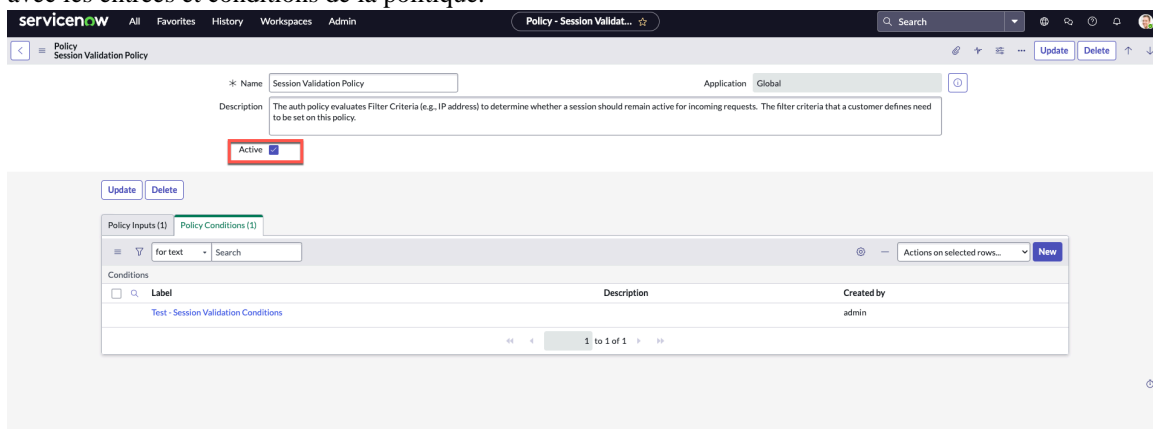 avec les entrées et conditions de la politique.
servicenow All Favorites History Workspaces Admin Policy - Session Validat... Search
Policy
Session Validation Policy
Update Delete
Name Session Validation Policy Application Global
Description The auth policy evaluates Filter Criteria (e.g., IP address) to determine whether a session should remain active for incoming requests. The filter criteria that a customer defines need
to be set on this policy.
Active
Update Delete
Policy Inputs (1) Policy Conditions (1)
for text Search Actions on selected rows... New
Conditions
Label Description Created by
Test - Session Validation Conditions admin
1 to 1 of 1